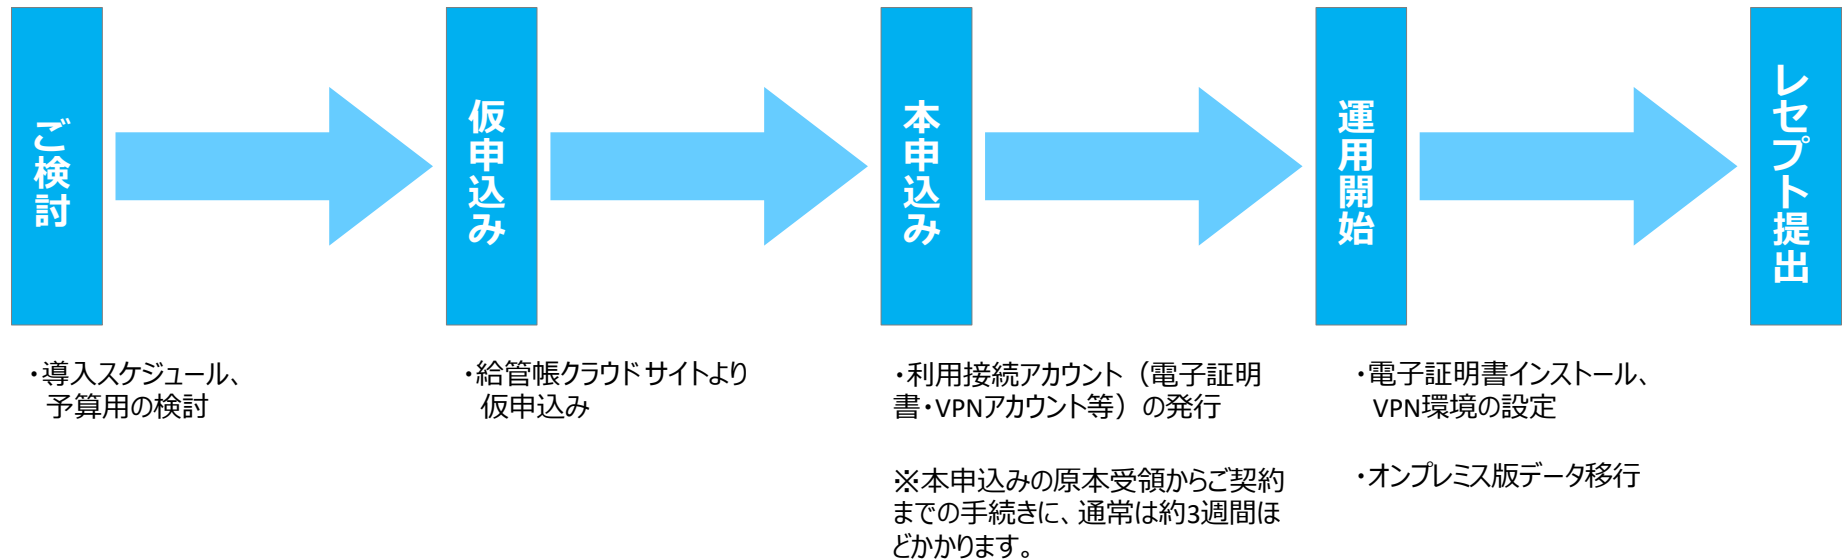 ご検討
仮申込み
本申込み
運用開始
レセプト提出
・導入スケジュール、
予算用の検討
・給管帳クラウドサイトより
仮申込み
・利用接続アカウント（電子証明
書・VPNアカウント等）の発行
※本申込みの原本受領からご契約
までの手続きに、通常は約3週間ほ
どかかります。
・電子証明書インストール、
VPN環境の設定
・オンプレミス版データ移行